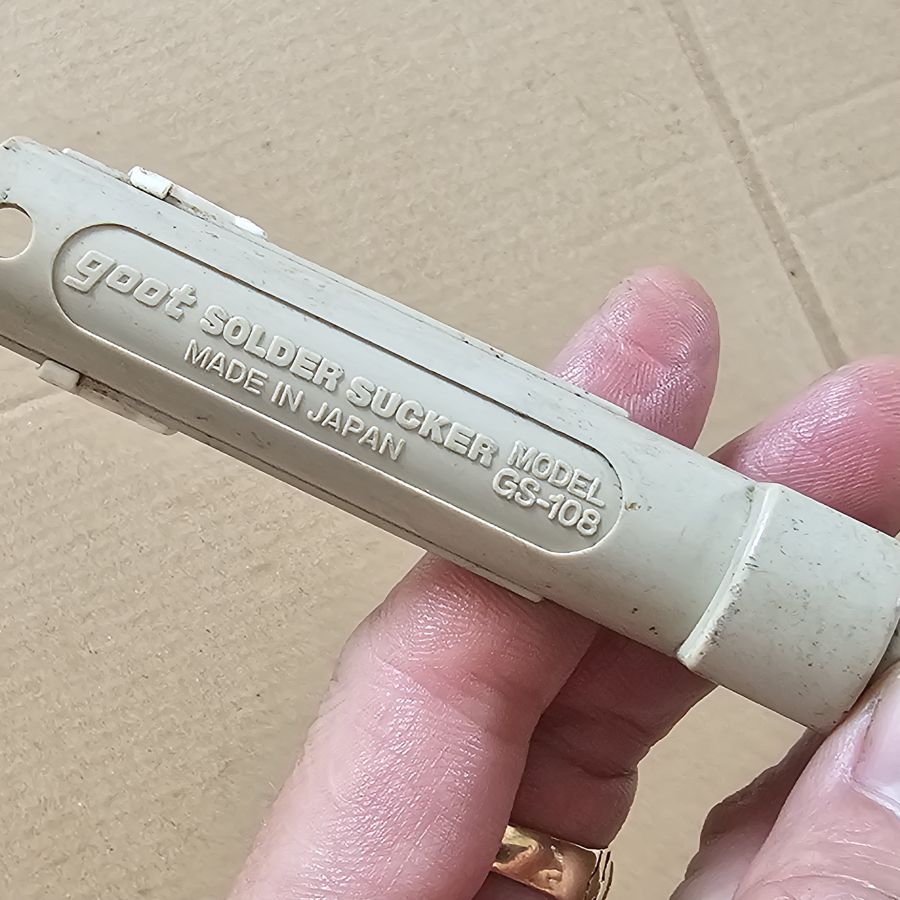 goot SOLDER SUCKER MODEL
MADE IN JAPAN GS-108